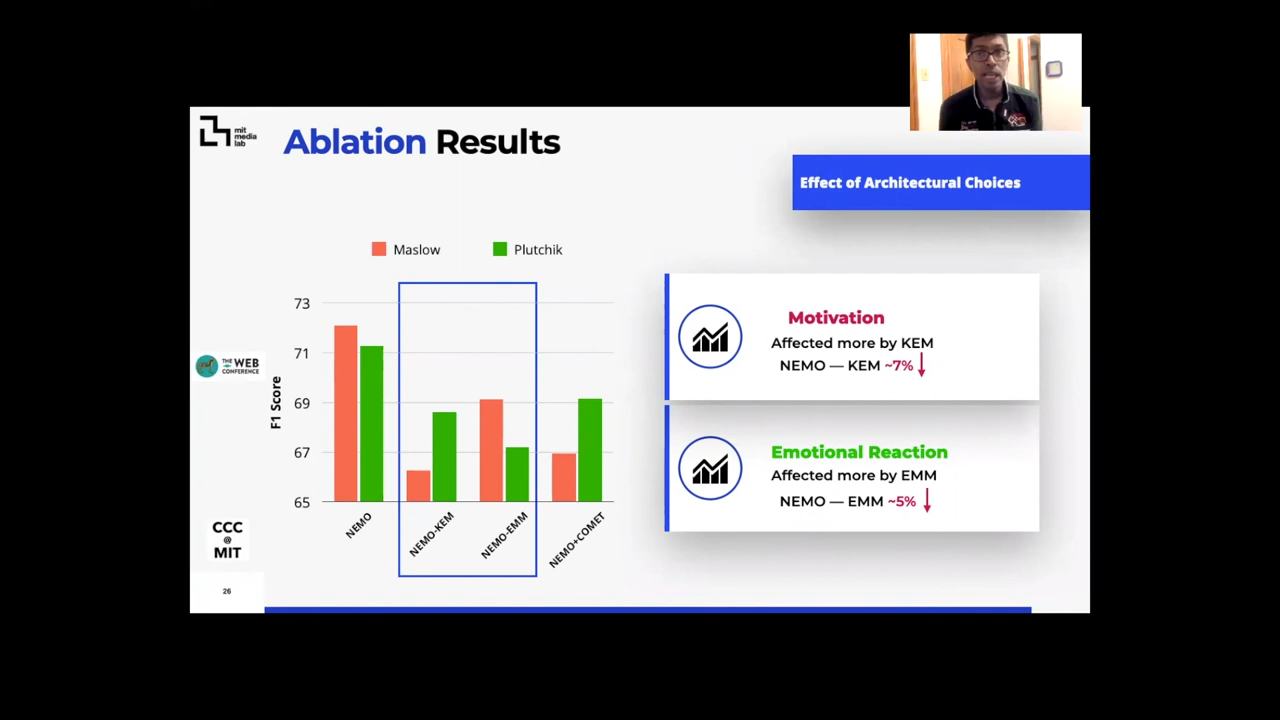 mit
media
lab
Ablation Results
Effect of Architectural Choices
Maslow
Plutchik
73
71
69
67
65
F1 Score
NEMO
NEMO-KEM
NEMO-EMM
NEMO+COMET
Motivation
Affected more by KEM
NEMO — KEM ~7%
Emotional Reaction
Affected more by EMM
NEMO — EMM ~5%
THE WEB
CONFERENCE
CCC
@
MIT
26